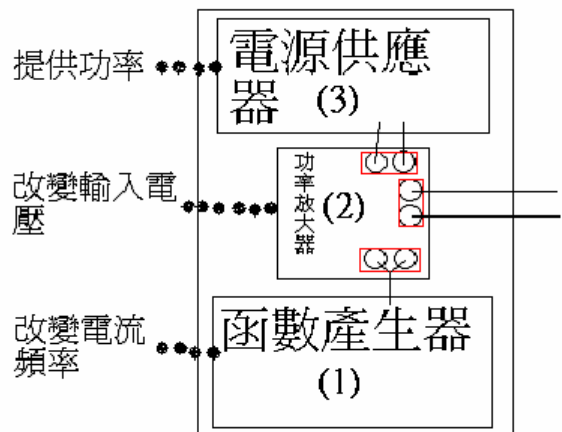 提供功率
電源供應
器 (3)
改變輸入電
壓
功率放大器
(2)
改變電流
頻率
函數產生器
(1)